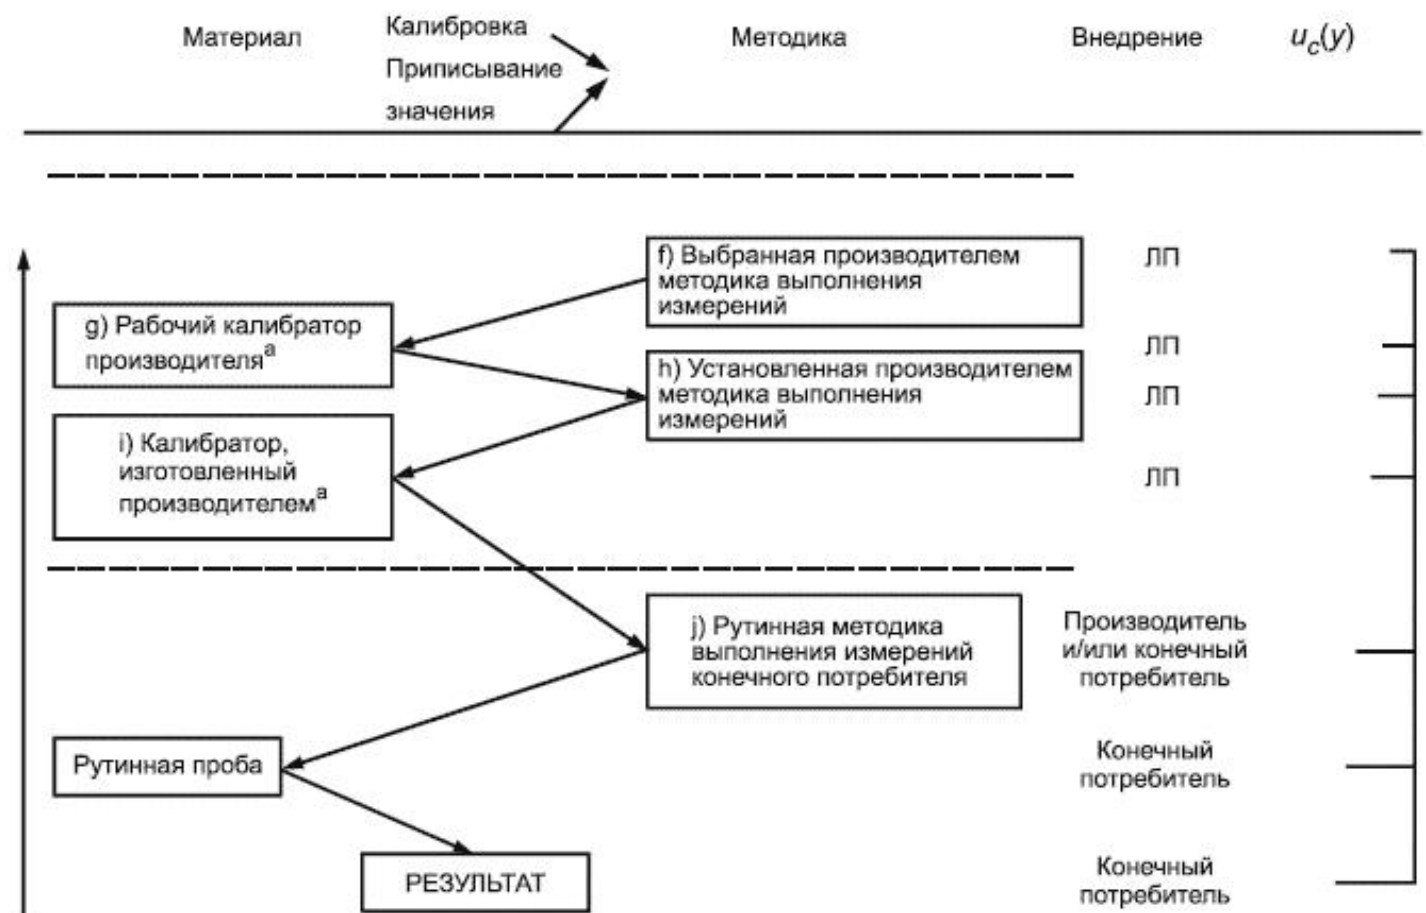 Материал
Калибровка
Приписывание
значения
Методика
Внедрение
u_c(y)
f) Выбранная производителем
методика выполнения
измерений
ЛП
g) Рабочий калибратор
производителяª
ЛП
h) Установленная производителем
методика выполнения
измерений
ЛП
i) Калибратор,
изготовленный
производителемª
ЛП
j) Рутинная методика
выполнения измерений
конечного потребителя
Производитель
и/или конечный
потребитель
Рутинная проба
Конечный
потребитель
РЕЗУЛЬТАТ
Конечный
потребитель